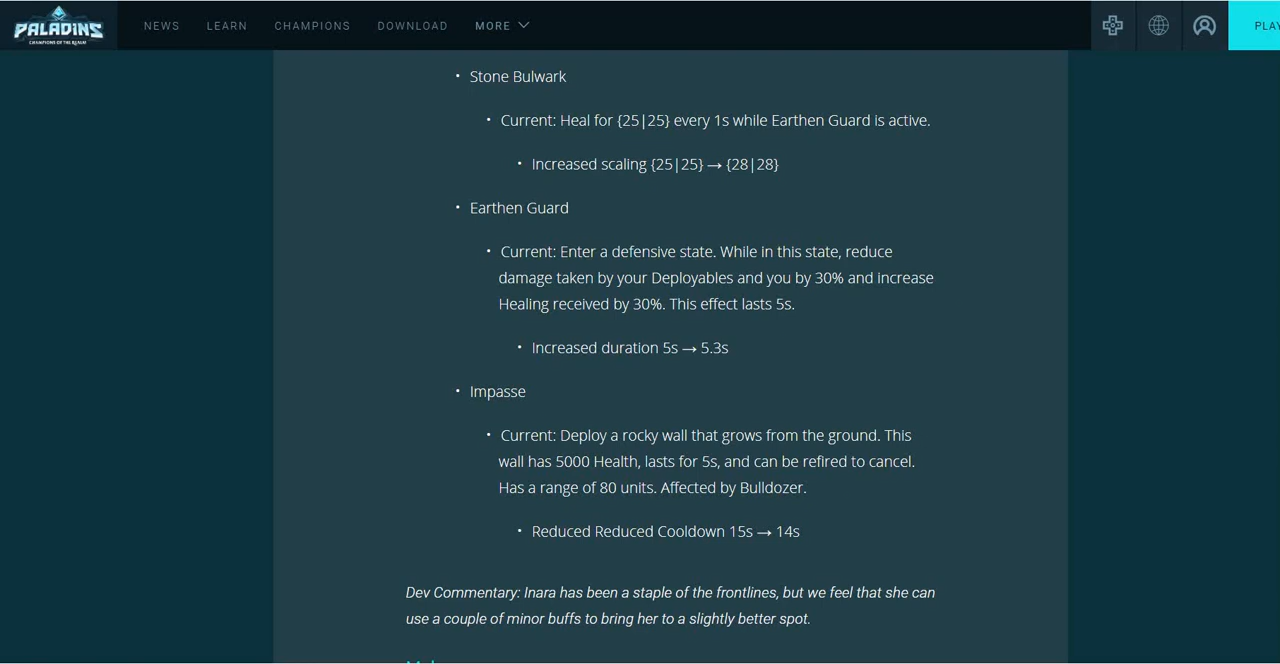 PALADINS
CHAMPIONS OF THE REALM
NEWS LEARN CHAMPIONS DOWNLOAD MORE
• Stone Bulwark
• Current: Heal for {25|25} every 1s while Earthen Guard is active.
• Increased scaling {25|25} → {28|28}
• Earthen Guard
• Current: Enter a defensive state. While in this state, reduce
damage taken by your Deployables and you by 30% and increase
Healing received by 30%. This effect lasts 5s.
• Increased duration 5s → 5.3s
• Impasse
• Current: Deploy a rocky wall that grows from the ground. This
wall has 5000 Health, lasts for 5s, and can be refired to cancel.
Has a range of 80 units. Affected by Bulldozer.
• Reduced Reduced Cooldown 15s → 14s
Dev Commentary: Inara has been a staple of the frontlines, but we feel that she can
use a couple of minor buffs to bring her to a slightly better spot.